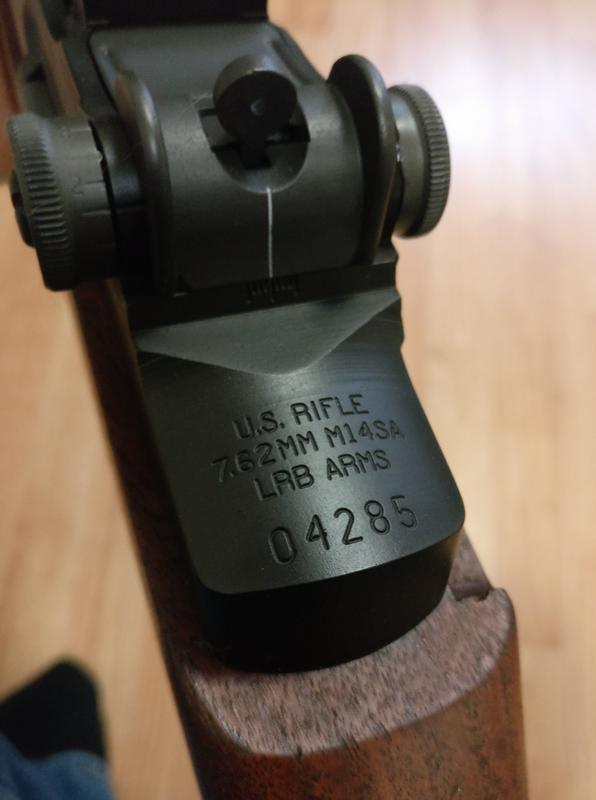 U.S. RIFLE
7.62MM M14SA
LRB ARMS
04285